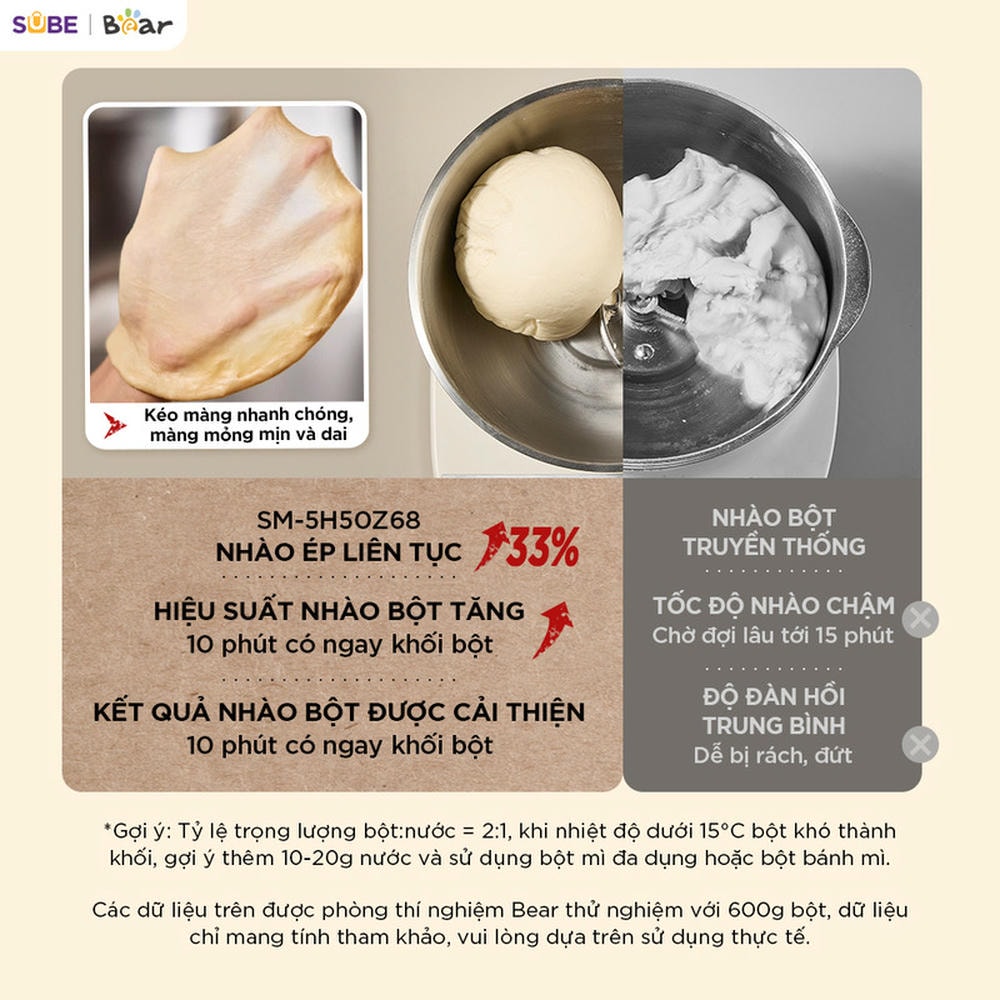 SUBE | Bear
Kéo màng nhanh chóng,
màng mỏng mịn và dai
SM-5H50Z68
NHÀO ÉP LIÊN TỤC
33%
HIỆU SUẤT NHÀO BỘT TĂNG
10 phút có ngay khối bột
KẾT QUẢ NHÀO BỘT ĐƯỢC CẢI THIỆN
10 phút có ngay khối bột
NHÀO BỘT
TRUYỀN THỐNG
TỐC ĐỘ NHÀO CHẬM
Chờ đợi lâu tới 15 phút
ĐỘ ĐÀN HỒI
TRUNG BÌNH
Dễ bị rách, đứt
*Gợi ý: Tỷ lệ trọng lượng bột:nước = 2:1, khi nhiệt độ dưới 15°C bột khó thành
khối, gợi ý thêm 10-20g nước và sử dụng bột mì đa dụng hoặc bột bánh mì.
Các dữ liệu trên được phòng thí nghiệm Bear thử nghiệm với 600g bột, dữ liệu
chỉ mang tính tham khảo, vui lòng dựa trên sử dụng thực tế.